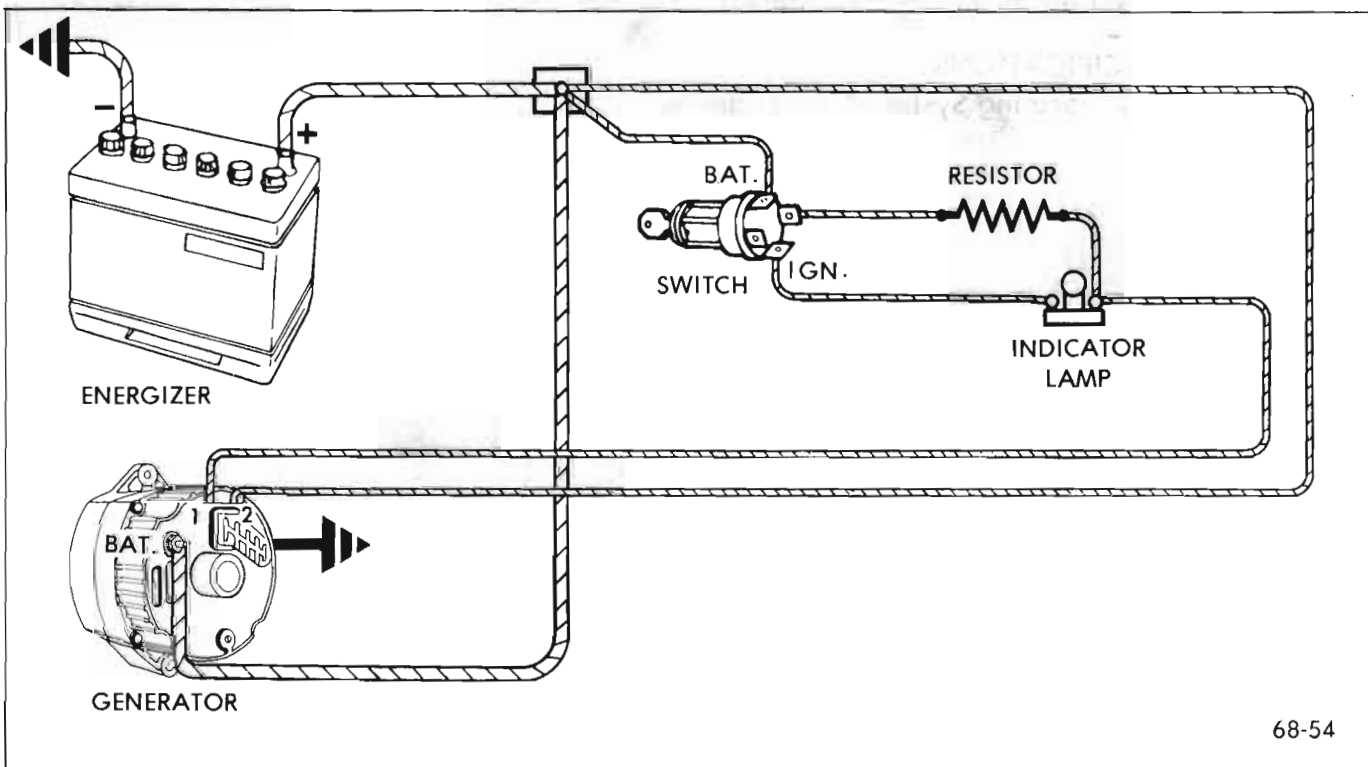 −
+
BAT.
RESISTOR
SWITCH
IGN.
INDICATOR
LAMP
ENERGIZER
1
2
BAT.
GENERATOR
68-54